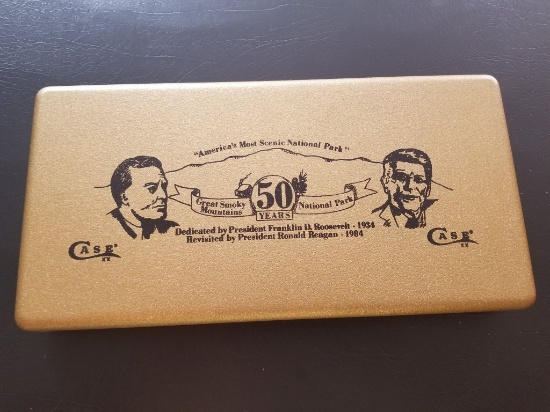 "America's Most Scenic National Park"
Great Smoky Mountains
50 YEARS
National Park
Dedicated by President Franklin D. Roosevelt - 1934
Revisited by President Ronald Reagan - 1984
CASE®
XX
CASE®
XX